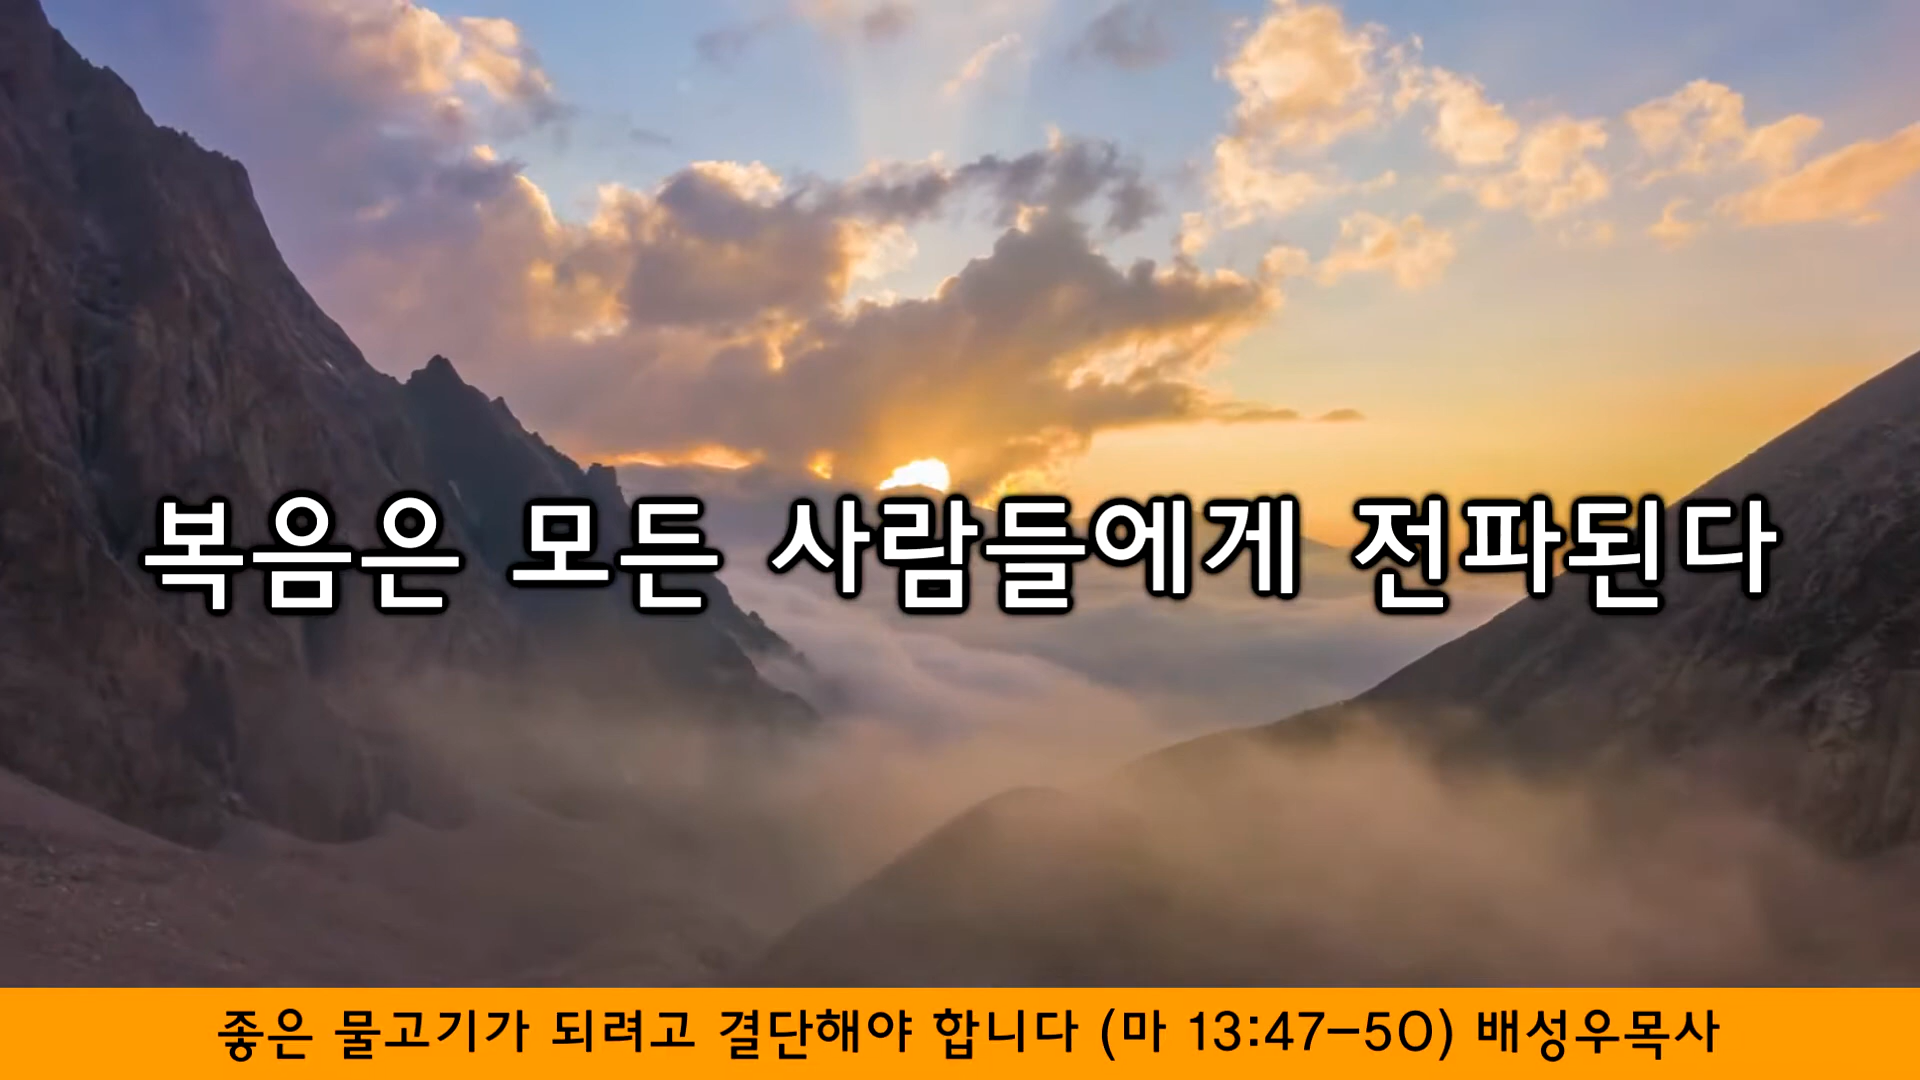 복음은 모든 사람들에게 전파된다
좋은 물고기가 되려고 결단해야 합니다 (마 13:47-50) 배성우목사